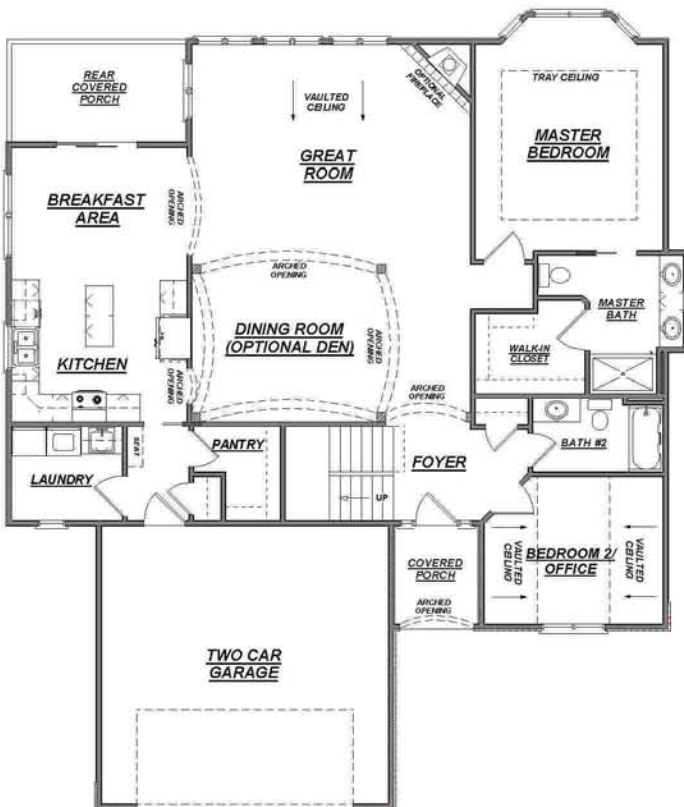 REAR
COVERED
PORCH
VAULTED
CEILING
OPTIONAL
FIREPLACE
TRAY CEILING
MASTER
BEDROOM
GREAT
ROOM
BREAKFAST
AREA
ARCHED
OPENING
ARCHED
OPENING
DINING ROOM
(OPTIONAL DEN)
ARCHED
OPENING
MASTER
BATH
WALK-IN
CLOSET
KITCHEN
ARCHED
OPENING
ARCHED
OPENING
SEAT
PANTRY
FOYER
BATH #2
LAUNDRY
UP
COVERED
PORCH
ARCHED
OPENING
VAULTED
CEILING
BEDROOM 2/
OFFICE
VAULTED
CEILING
TWO CAR
GARAGE